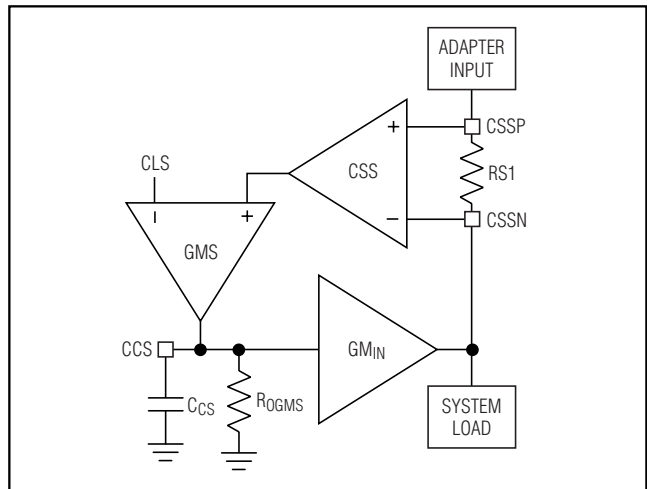 ADAPTER
INPUT
CSSP
+
CSS
RS1
CLS
−
CSSN
− +
GMS
CCS
GMIN
CCS
ROGMS
SYSTEM
LOAD